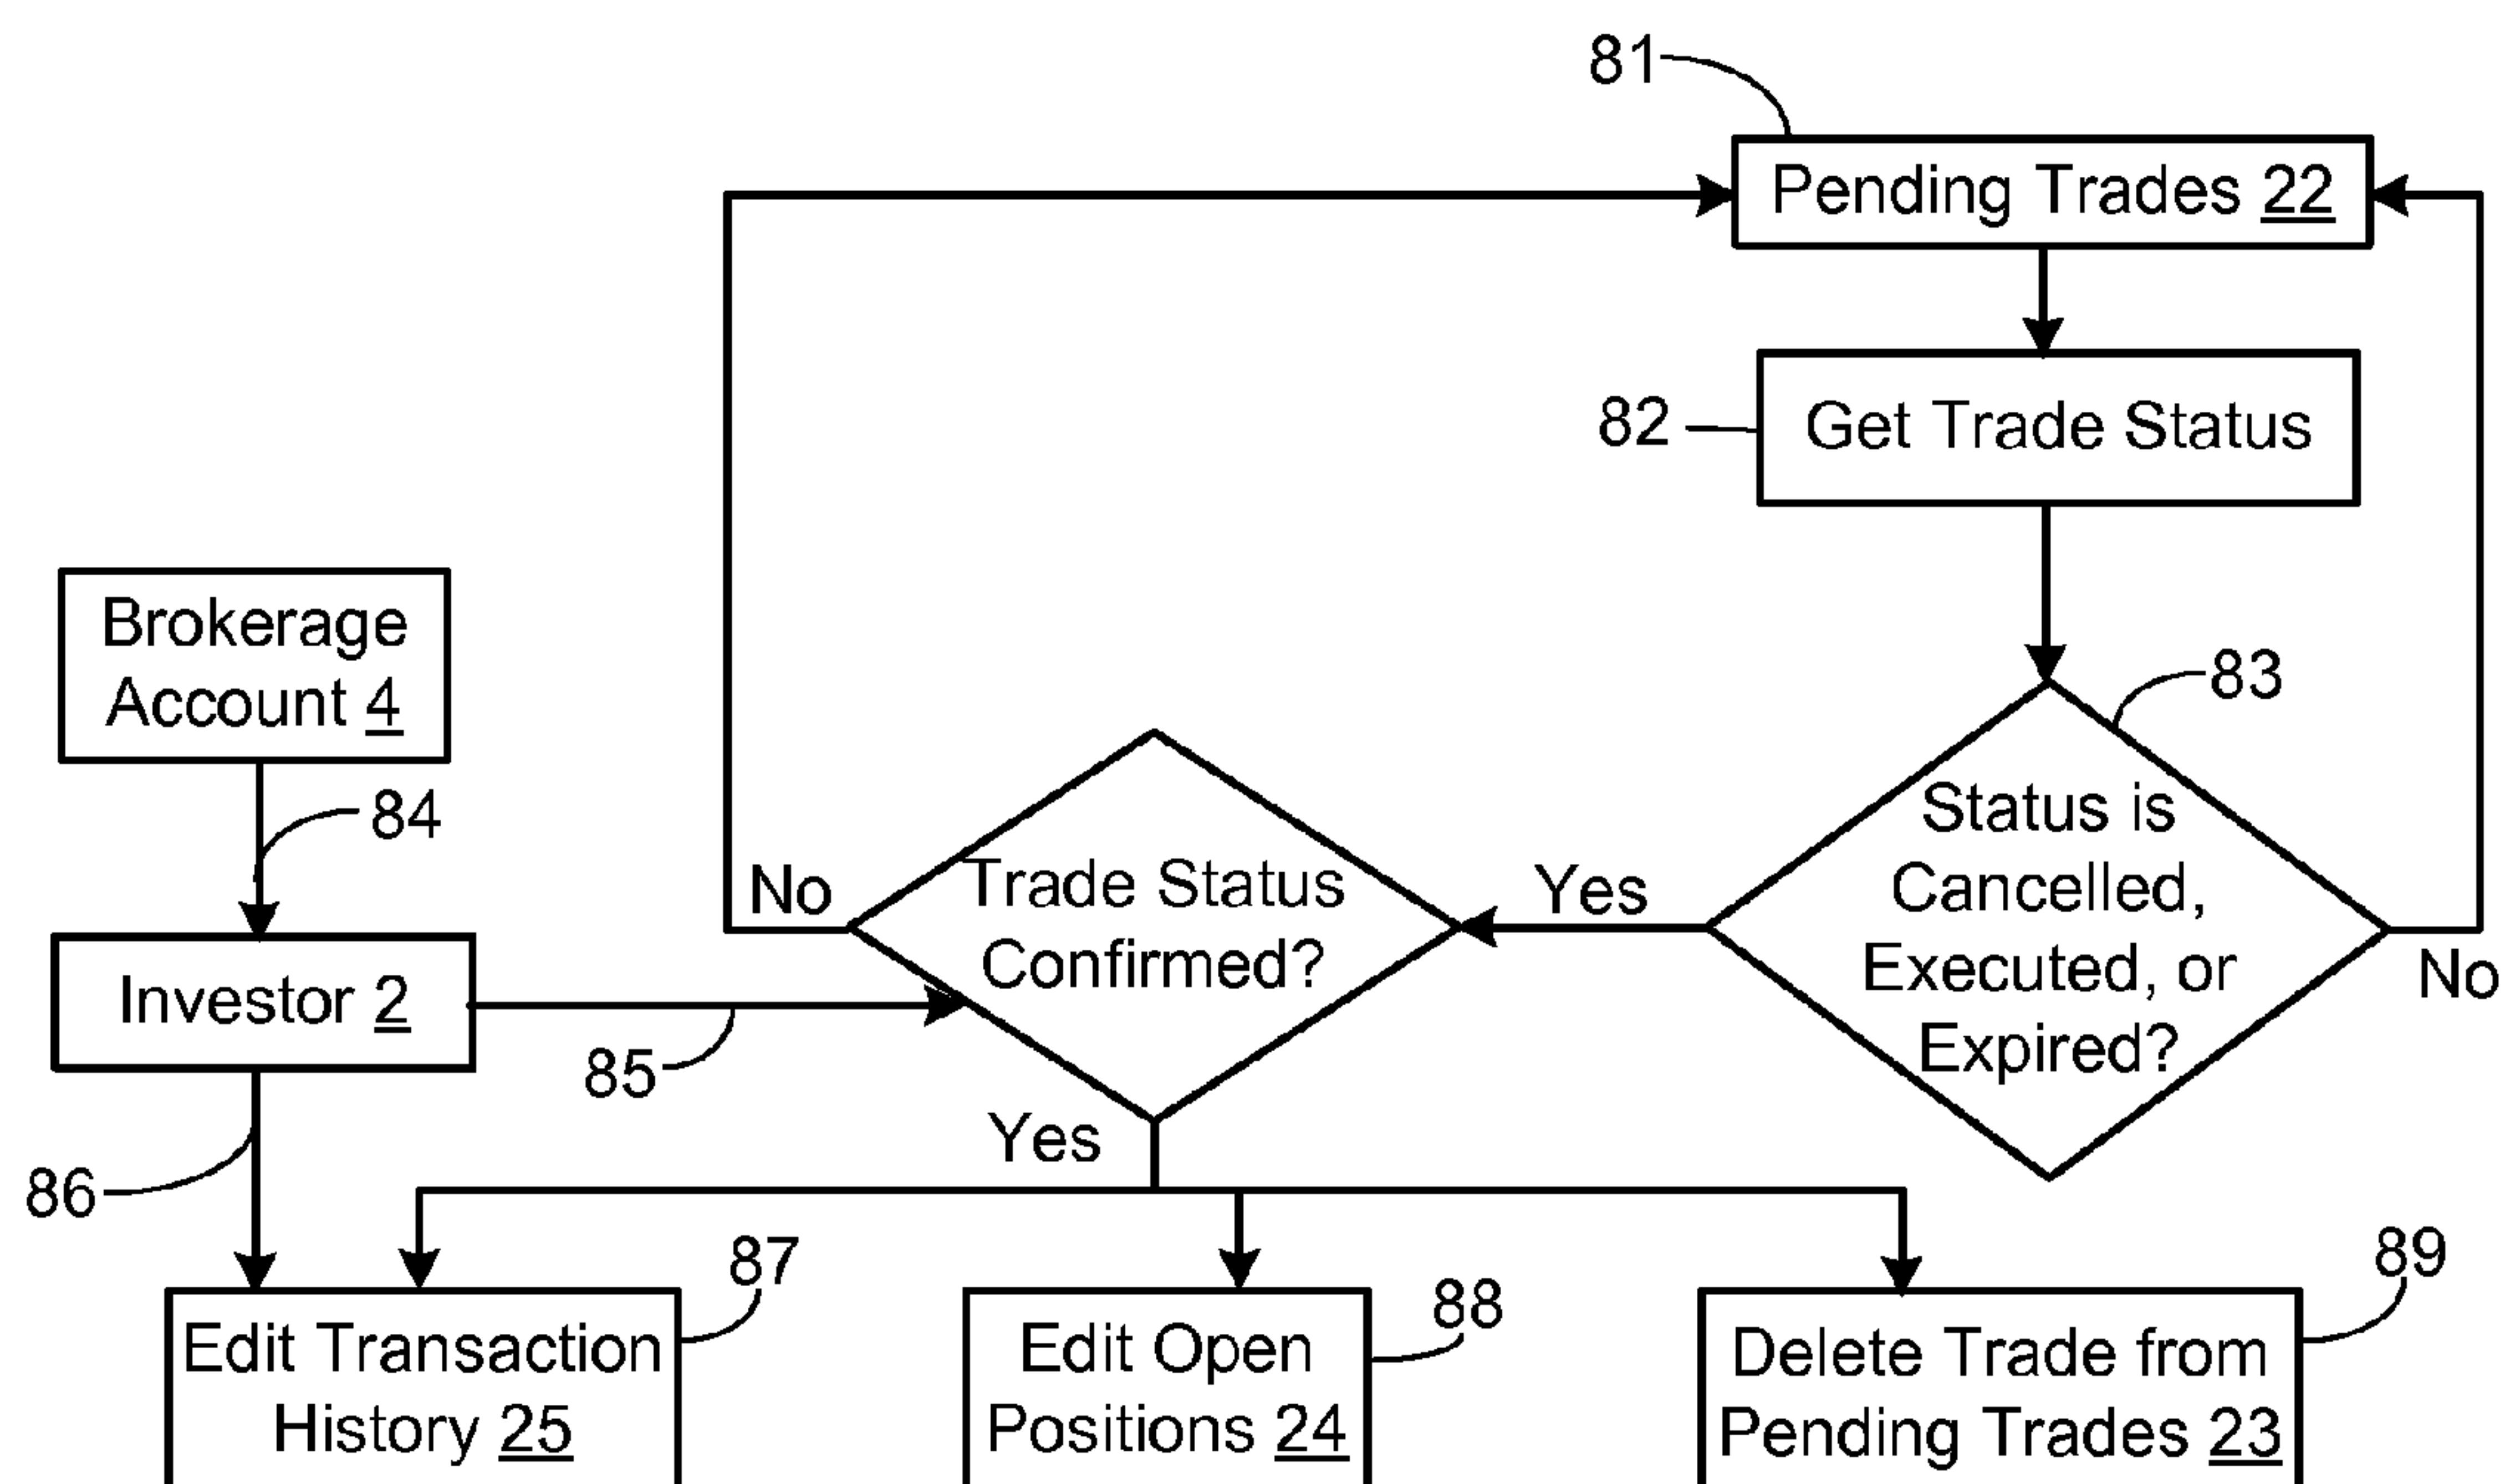 81
Pending Trades 22
82
Get Trade Status
Brokerage
Account 4
83
84
Status is
Cancelled,
Executed, or
Expired?
No
Yes
Trade Status
Confirmed?
No
Investor 2
85
Yes
86
87
88
89
Edit Transaction
History 25
Edit Open
Positions 24
Delete Trade from
Pending Trades 23